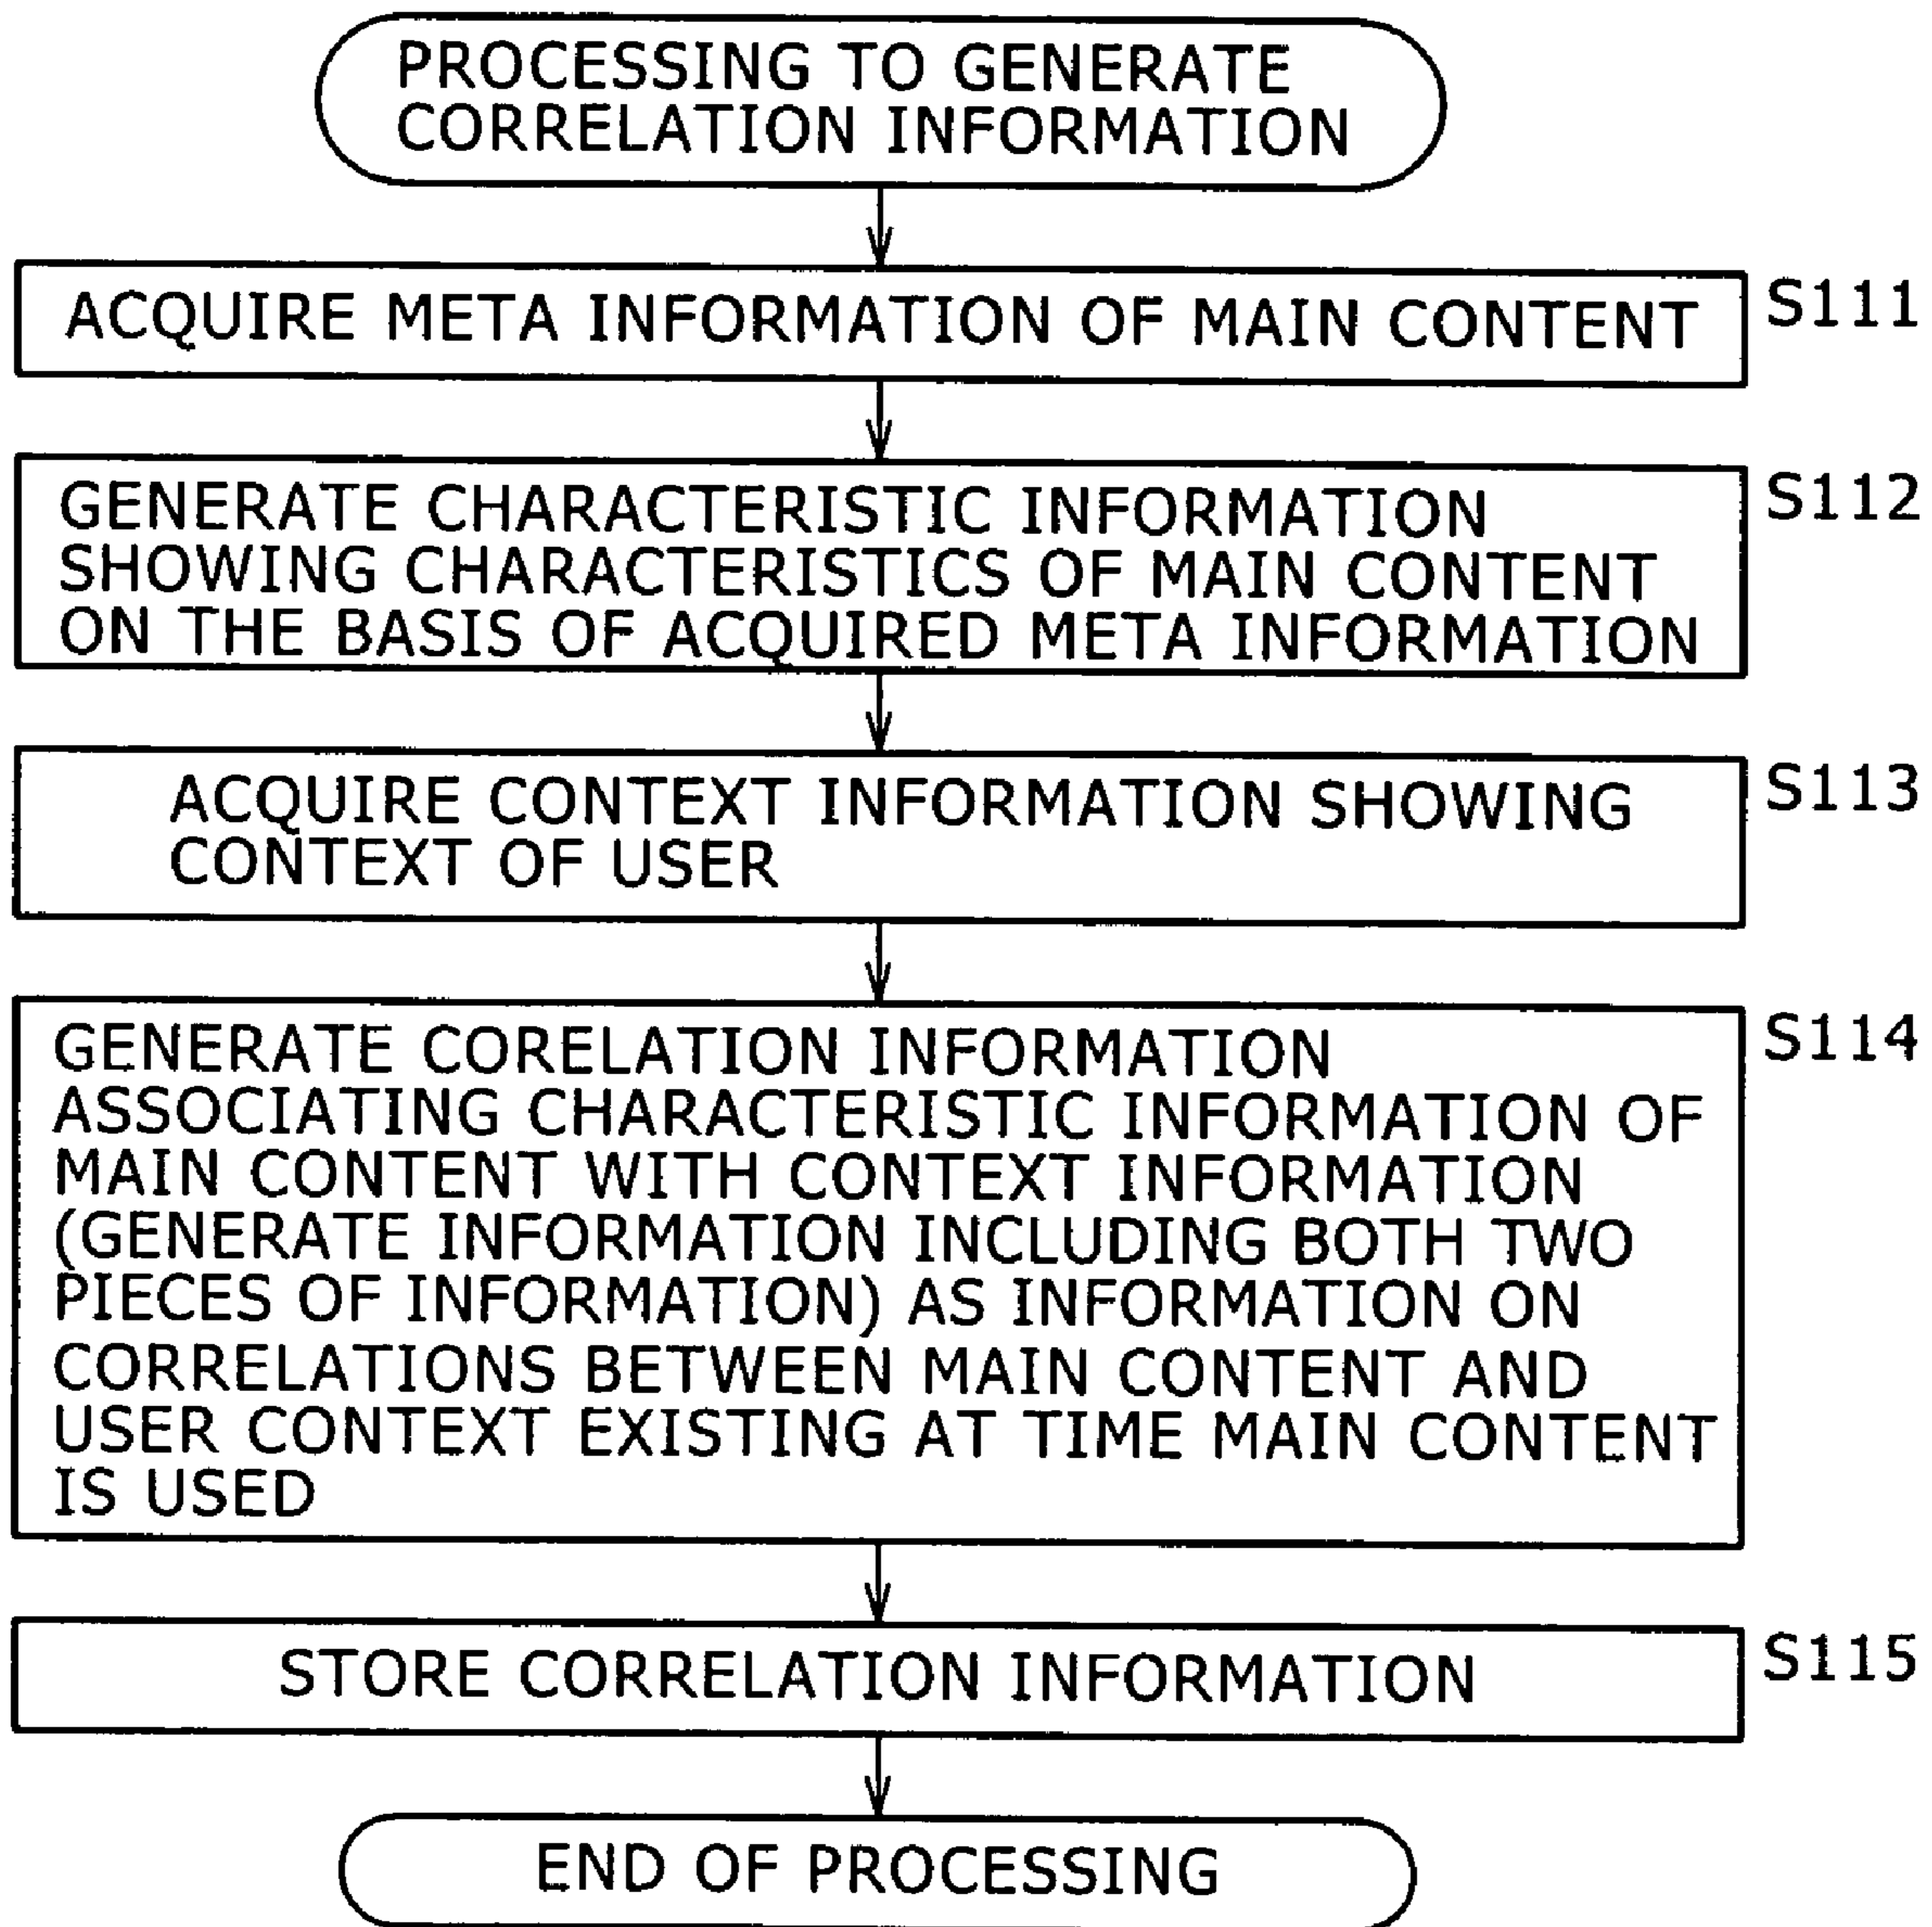 PROCESSING TO GENERATE
CORRELATION INFORMATION
ACQUIRE META INFORMATION OF MAIN CONTENT
S111
GENERATE CHARACTERISTIC INFORMATION
SHOWING CHARACTERISTICS OF MAIN CONTENT
ON THE BASIS OF ACQUIRED META INFORMATION
S112
ACQUIRE CONTEXT INFORMATION SHOWING
CONTEXT OF USER
S113
GENERATE CORELATION INFORMATION
ASSOCIATING CHARACTERISTIC INFORMATION OF
MAIN CONTENT WITH CONTEXT INFORMATION
(GENERATE INFORMATION INCLUDING BOTH TWO
PIECES OF INFORMATION) AS INFORMATION ON
CORRELATIONS BETWEEN MAIN CONTENT AND
USER CONTEXT EXISTING AT TIME MAIN CONTENT
IS USED
S114
STORE CORRELATION INFORMATION
S115
END OF PROCESSING